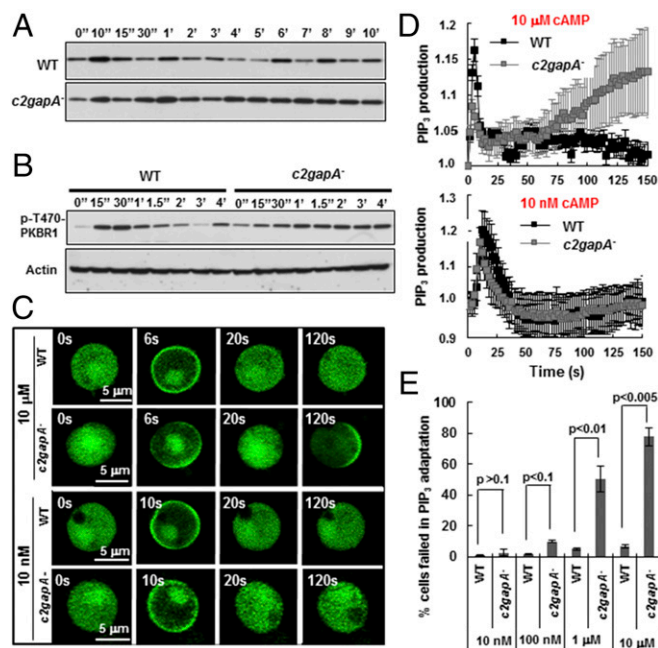 A
0" 10" 15" 30" 1' 2' 3' 4' 5' 6' 7' 8' 9' 10'
WT
c2gapA-
B
WT c2gapA-
0" 15" 30" 1' 1.5" 2' 3' 4' 0" 15" 30" 1' 1.5" 2' 3' 4'
p-T470-
PKBR1
Actin
C
10 µM
WT
0s 6s 20s 120s
5 µm
c2gapA-
0s 6s 20s 120s
5 µm
10 nM
WT
0s 10s 20s 120s
5 µm
c2gapA-
0s 10s 20s 120s
5 µm
D
10 µM cAMP
WT
c2gapA-
PIP3 production
1.2
1.15
1.1
1.05
1.0
0 25 50 75 100 125 150
10 nM cAMP
WT
c2gapA-
PIP3 production
1.3
1.2
1.1
1.0
0.9
0 25 50 75 100 125 150
Time (s)
E
% cells failed in PIP3 adaptation
100
80
60
40
20
0
p >0.1
p<0.1
p<0.01
p<0.005
WT c2gapA- WT c2gapA- WT c2gapA- WT c2gapA-
10 nM 100 nM 1 µM 10 µM